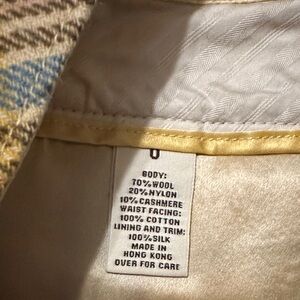 0
BODY:
70%WOOL
20%NYLON
10%CASHMERE
WAIST FACING:
100% COTTON
LINING AND TRIM:
100%SILK
MADE IN
HONG KONG
OVER FOR CARE